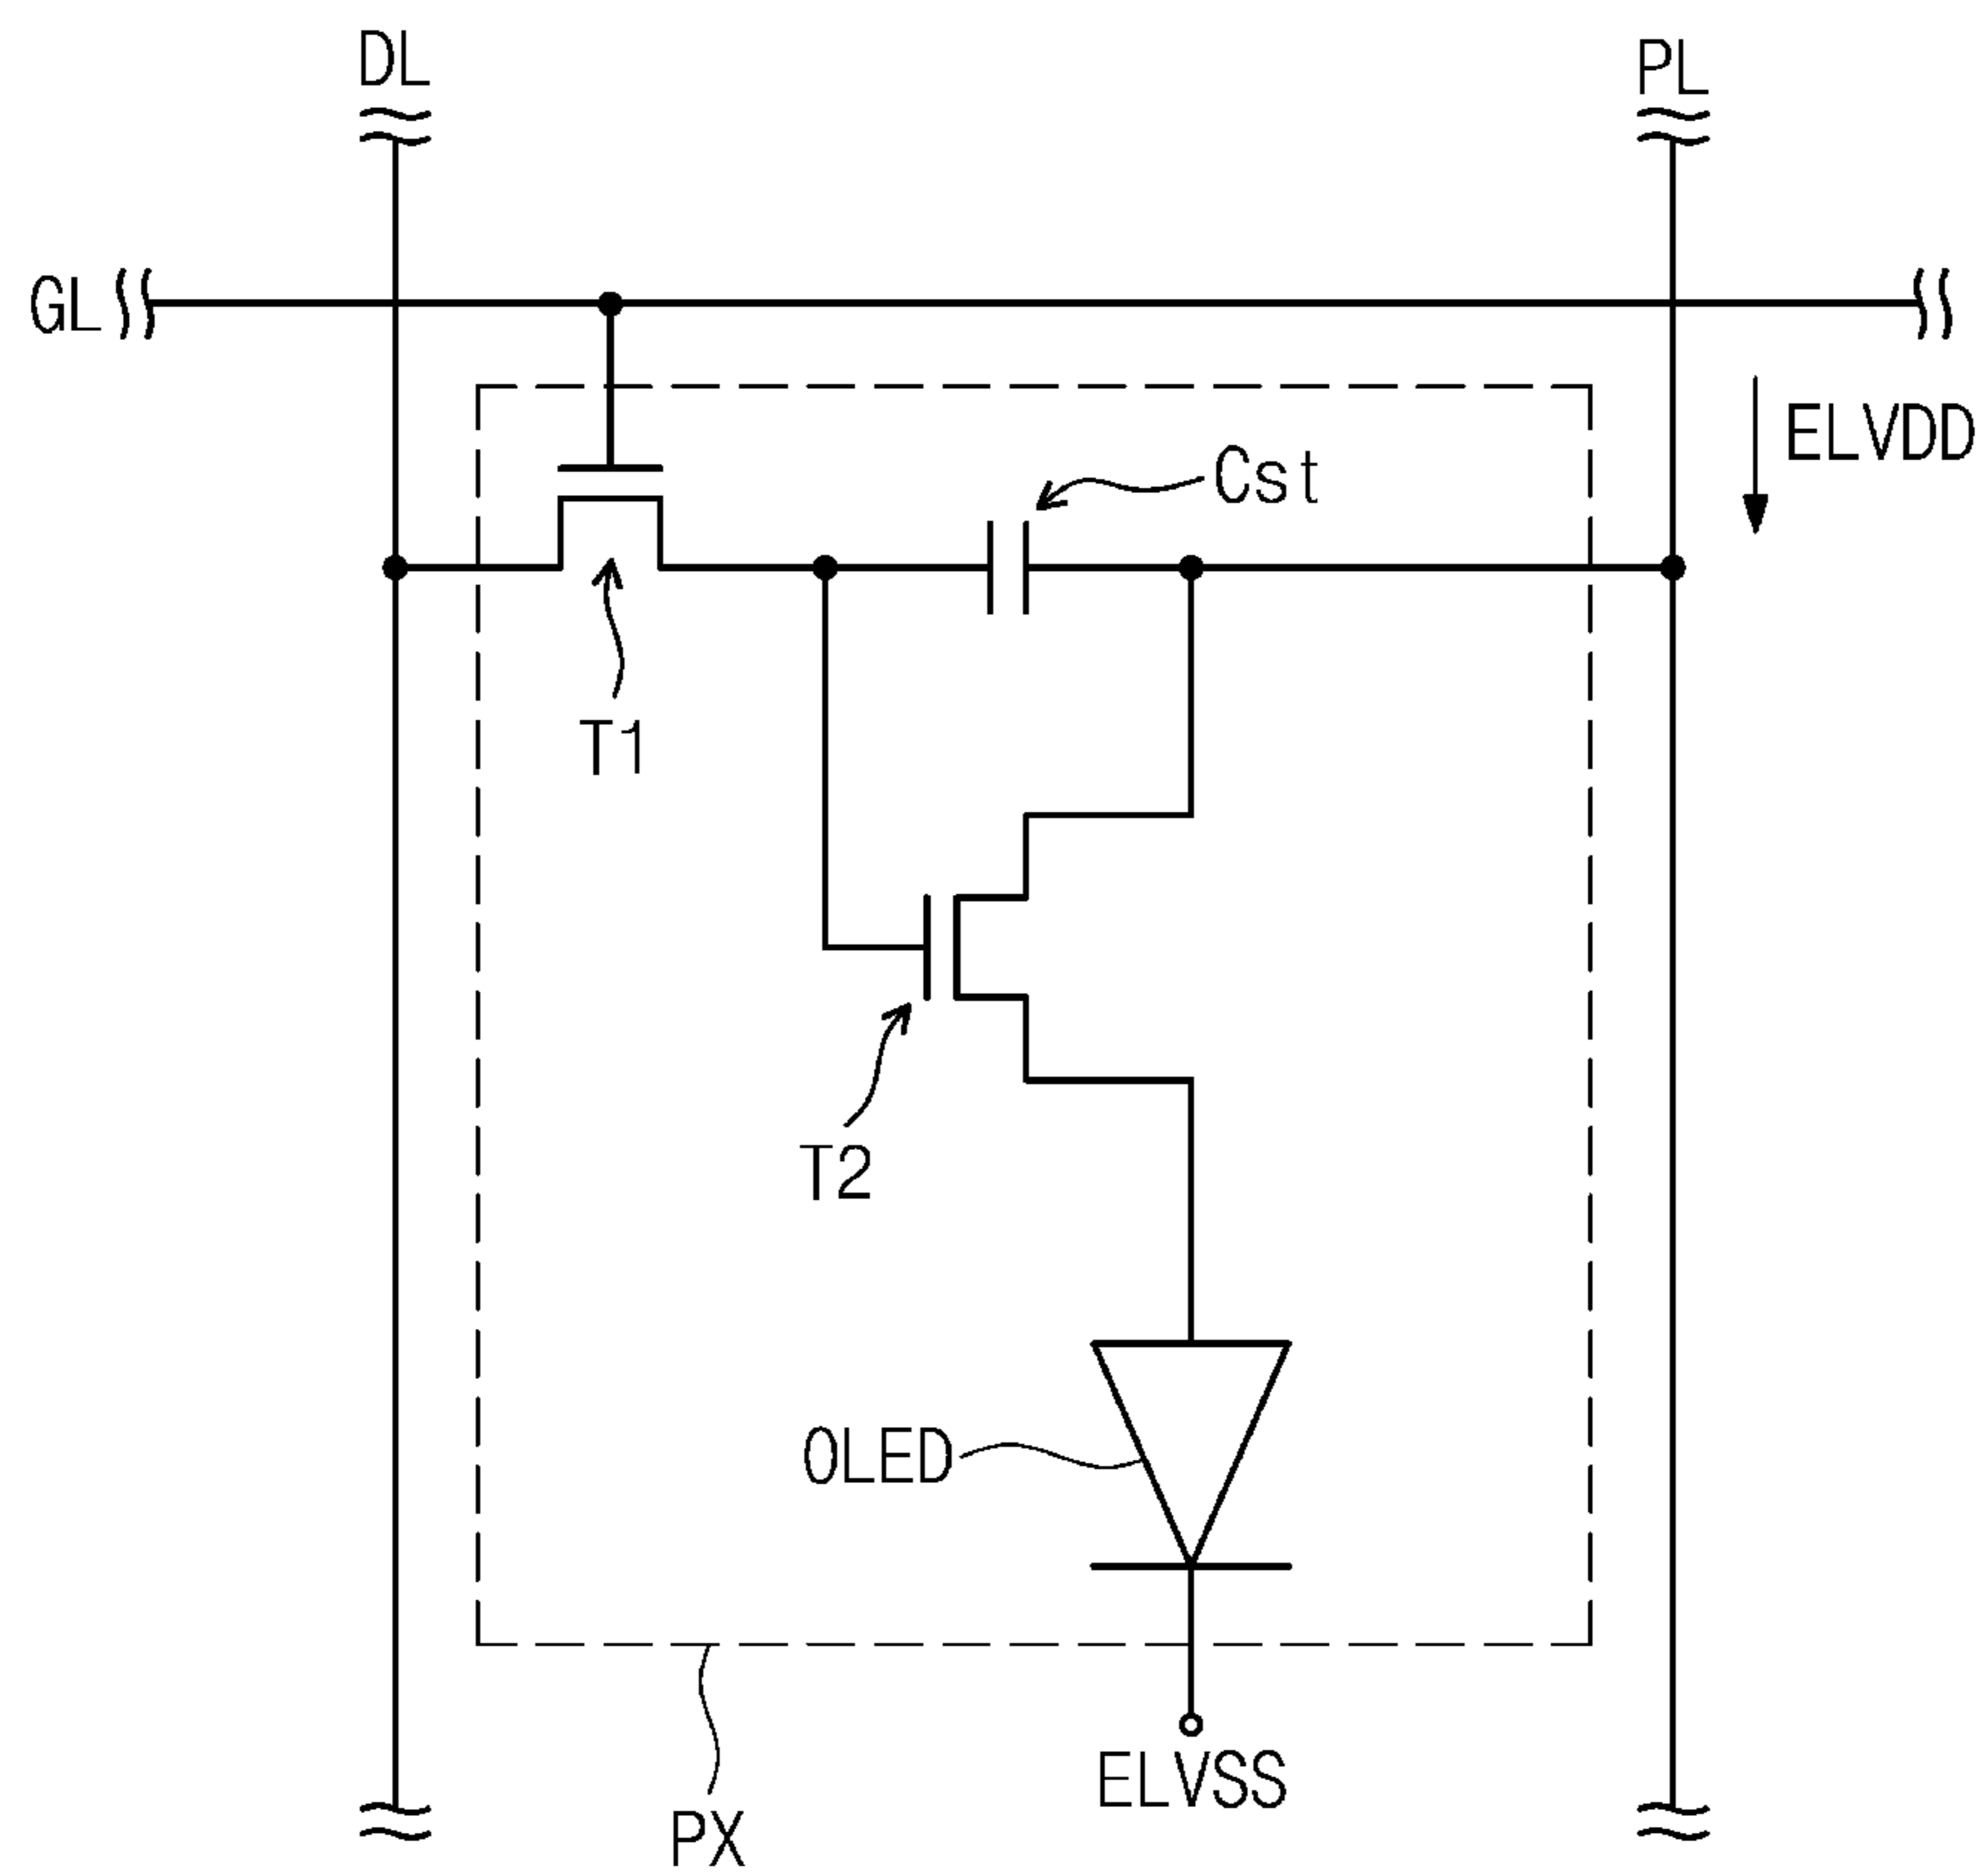 DL
PL
GL
ELVDD
Cst
T1
T2
OLED
ELVSS
PX